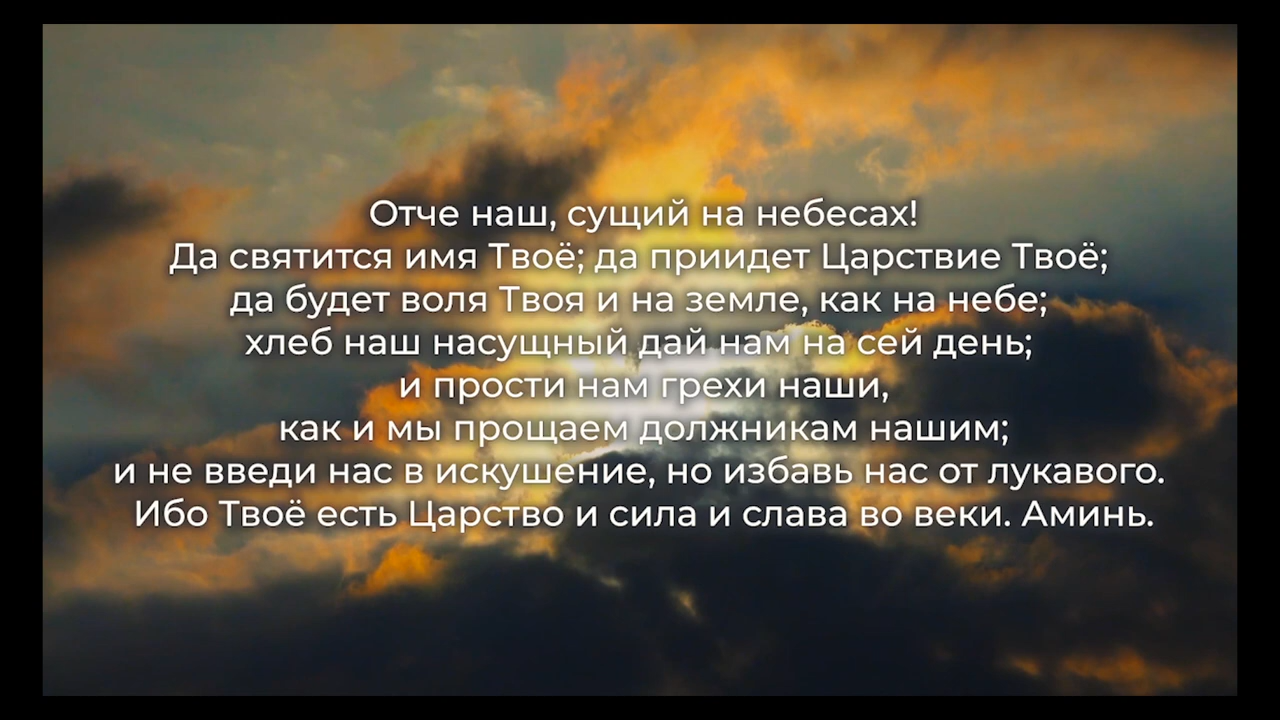 Отче наш, сущий на небесах!
Да святится имя Твоё; да приидет Царствие Твоё;
да будет воля Твоя и на земле, как на небе;
хлеб наш насущный дай нам на сей день;
и прости нам грехи наши,
как и мы прощаем должникам нашим;
и не введи нас в искушение, но избавь нас от лукавого.
Ибо Твоё есть Царство и сила и слава во веки. Аминь.